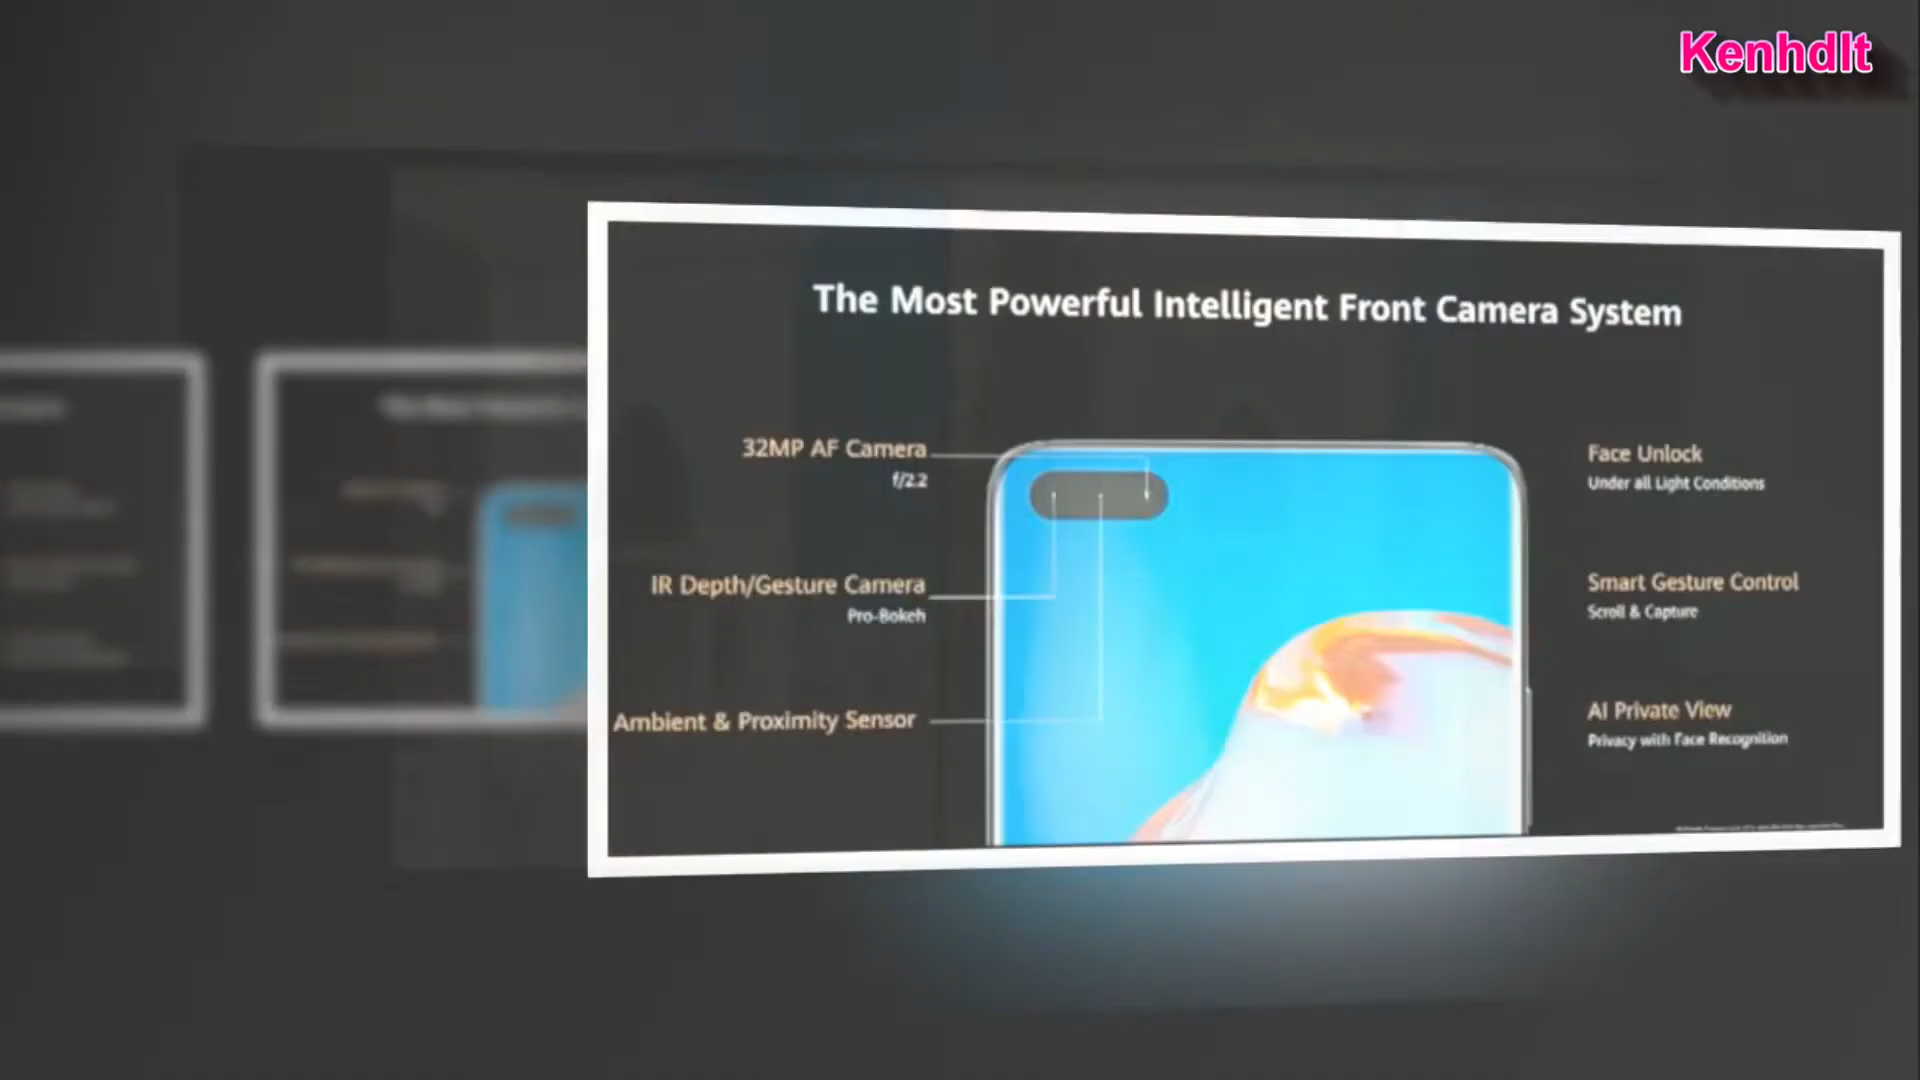 KenhdIt
The Most Powerful Intelligent Front Camera System
32MP AF Camera
f/2.2
IR Depth/Gesture Camera
Pro-Bokeh
Ambient & Proximity Sensor
Face Unlock
Under all Light Conditions
Smart Gesture Control
Scroll & Capture
AI Private View
Privacy with Face Recognition